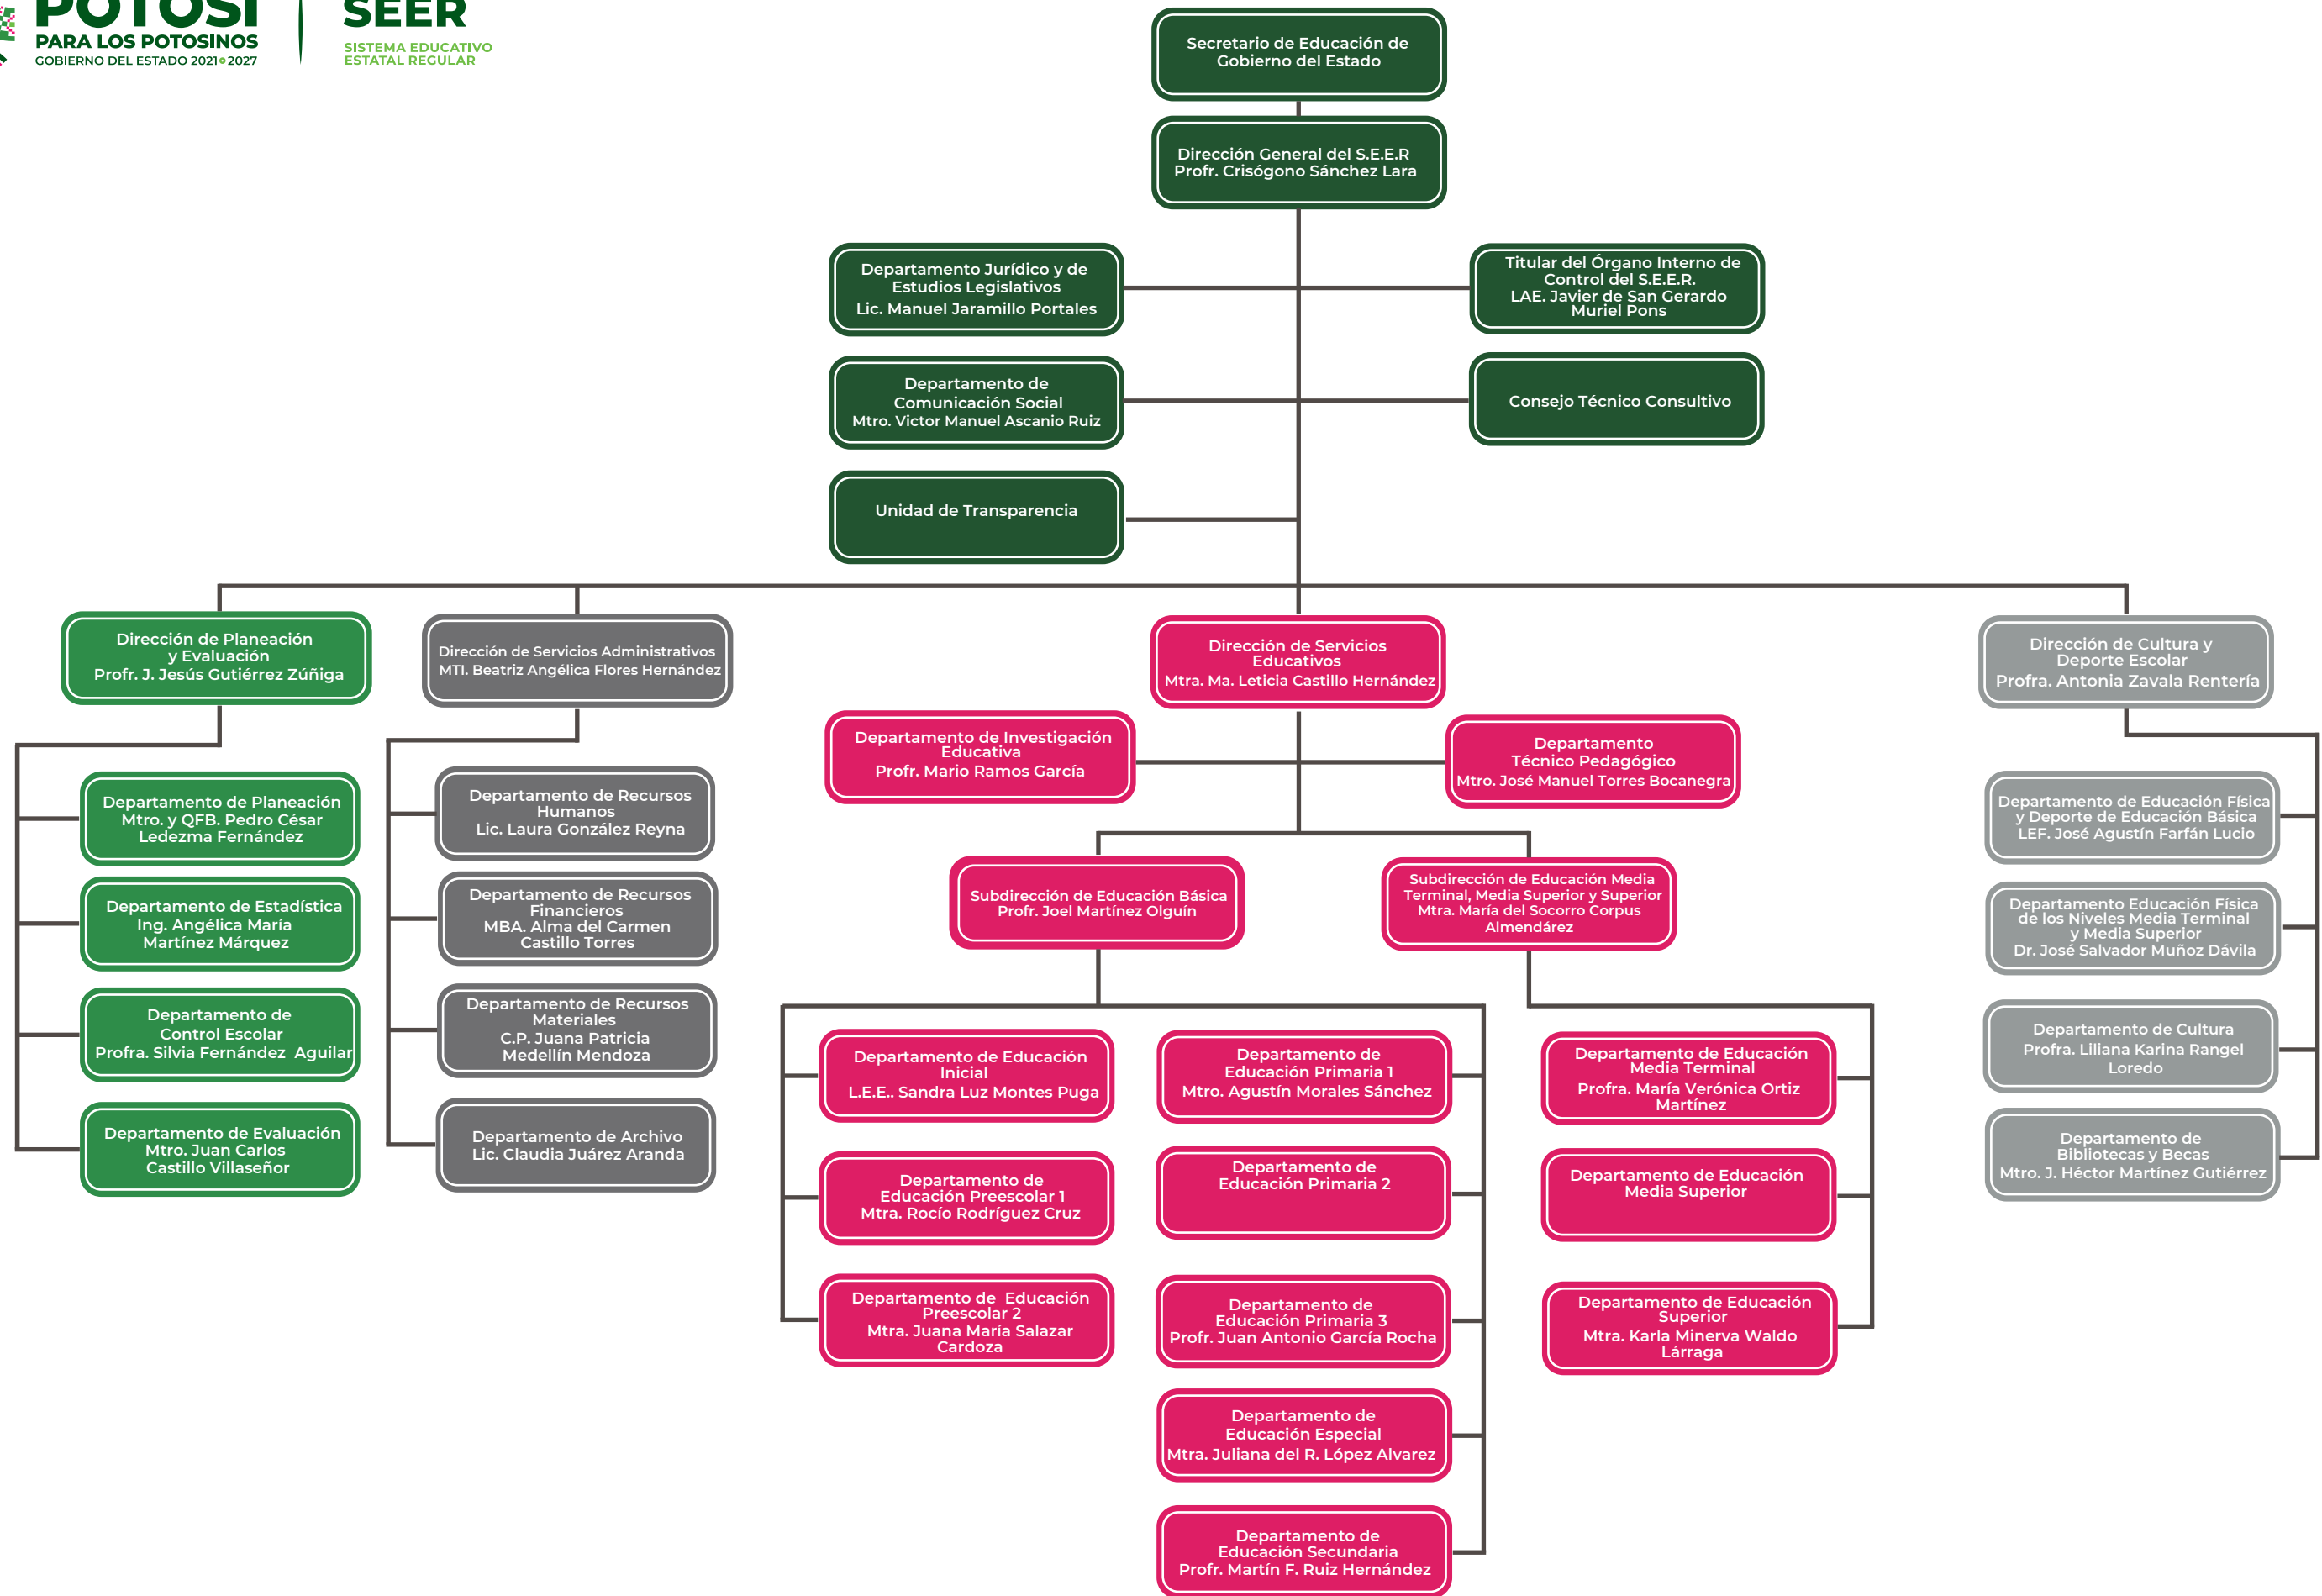 POTOSÍ
PARA LOS POTOSINOS
GOBIERNO DEL ESTADO 2021•2027
SEER
SISTEMA EDUCATIVO
ESTATAL REGULAR
Secretario de Educación de
Gobierno del Estado
Dirección General del S.E.E.R
Profr. Crisógono Sánchez Lara
Departamento Jurídico y de
Estudios Legislativos
Lic. Manuel Jaramillo Portales
Titular del Órgano Interno de
Control del S.E.E.R.
LAE. Javier de San Gerardo
Muriel Pons
Departamento de
Comunicación Social
Mtro. Victor Manuel Ascanio Ruiz
Consejo Técnico Consultivo
Unidad de Transparencia
Dirección de Planeación
y Evaluación
Profr. J. Jesús Gutiérrez Zúñiga
Dirección de Servicios Administrativos
MTI. Beatriz Angélica Flores Hernández
Dirección de Servicios
Educativos
Mtra. Ma. Leticia Castillo Hernández
Dirección de Cultura y
Deporte Escolar
Profra. Antonia Zavala Rentería
Departamento de Investigación
Educativa
Profr. Mario Ramos García
Departamento
Técnico Pedagógico
Mtro. José Manuel Torres Bocanegra
Departamento de Planeación
Mtro. y QFB. Pedro César
Ledezma Fernández
Departamento de Estadística
Ing. Angélica María
Martínez Márquez
Departamento de
Control Escolar
Profra. Silvia Fernández  Aguilar
Departamento de Evaluación
Mtro. Juan Carlos
Castillo Villaseñor
Departamento de Recursos
Humanos
Lic. Laura González Reyna
Departamento de Recursos
Financieros
MBA. Alma del Carmen
Castillo Torres
Departamento de Recursos
Materiales
C.P. Juana Patricia
Medellín Mendoza
Departamento de Archivo
Lic. Claudia Juárez Aranda
Subdirección de Educación Básica
Profr. Joel Martínez Olguín
Subdirección de Educación Media
Terminal, Media Superior y Superior
Mtra. María del Socorro Corpus
Almendárez
Departamento de Educación
Inicial
L.E.E.. Sandra Luz Montes Puga
Departamento de
Educación Preescolar 1
Mtra. Rocío Rodríguez Cruz
Departamento de  Educación
Preescolar 2
Mtra. Juana María Salazar
Cardoza
Departamento de
Educación Primaria 1
Mtro. Agustín Morales Sánchez
Departamento de
Educación Primaria 2
Departamento de
Educación Primaria 3
Profr. Juan Antonio García Rocha
Departamento de
Educación Especial
Mtra. Juliana del R. López Alvarez
Departamento de
Educación Secundaria
Profr. Martín F. Ruiz Hernández
Departamento de Educación
Media Terminal
Profra. María Verónica Ortiz
Martínez
Departamento de Educación
Media Superior
Departamento de Educación
Superior
Mtra. Karla Minerva Waldo
Lárraga
Departamento de Educación Física
y Deporte de Educación Básica
LEF. José Agustín Farfán Lucio
Departamento Educación Física
de los Niveles Media Terminal
y Media Superior
Dr. José Salvador Muñoz Dávila
Departamento de Cultura
Profra. Liliana Karina Rangel
Loredo
Departamento de
Bibliotecas y Becas
Mtro. J. Héctor Martínez Gutiérrez